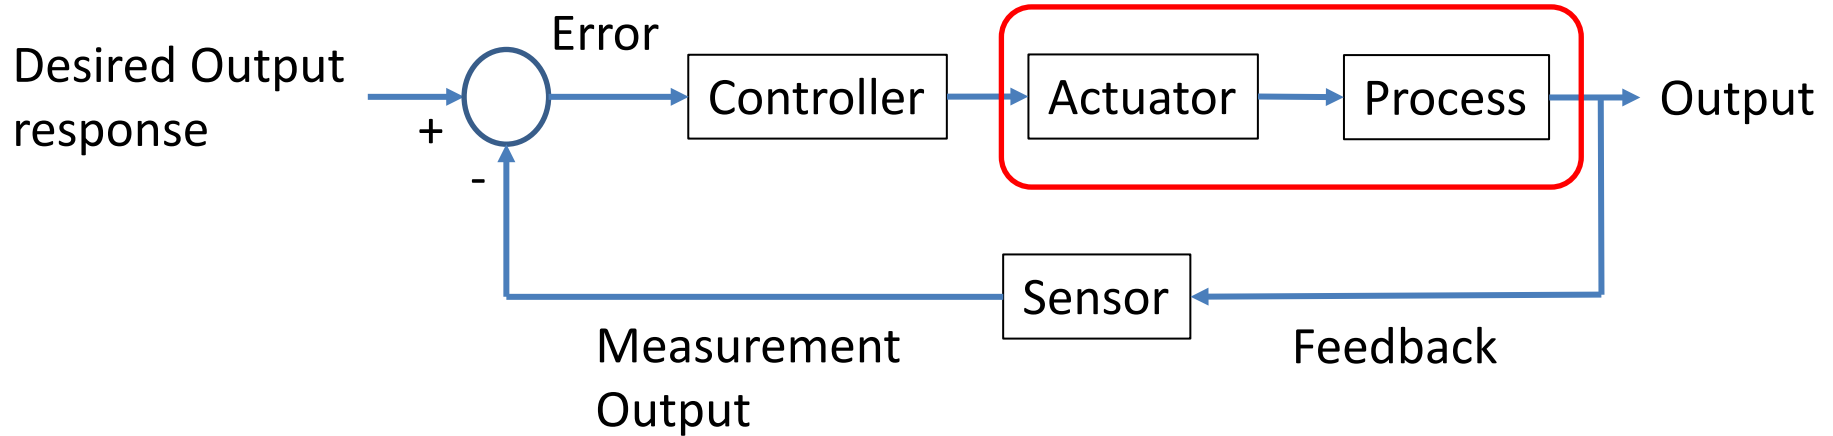 Desired Output
response
+
-
Error
Controller
Actuator
Process
Output
Sensor
Measurement
Output
Feedback